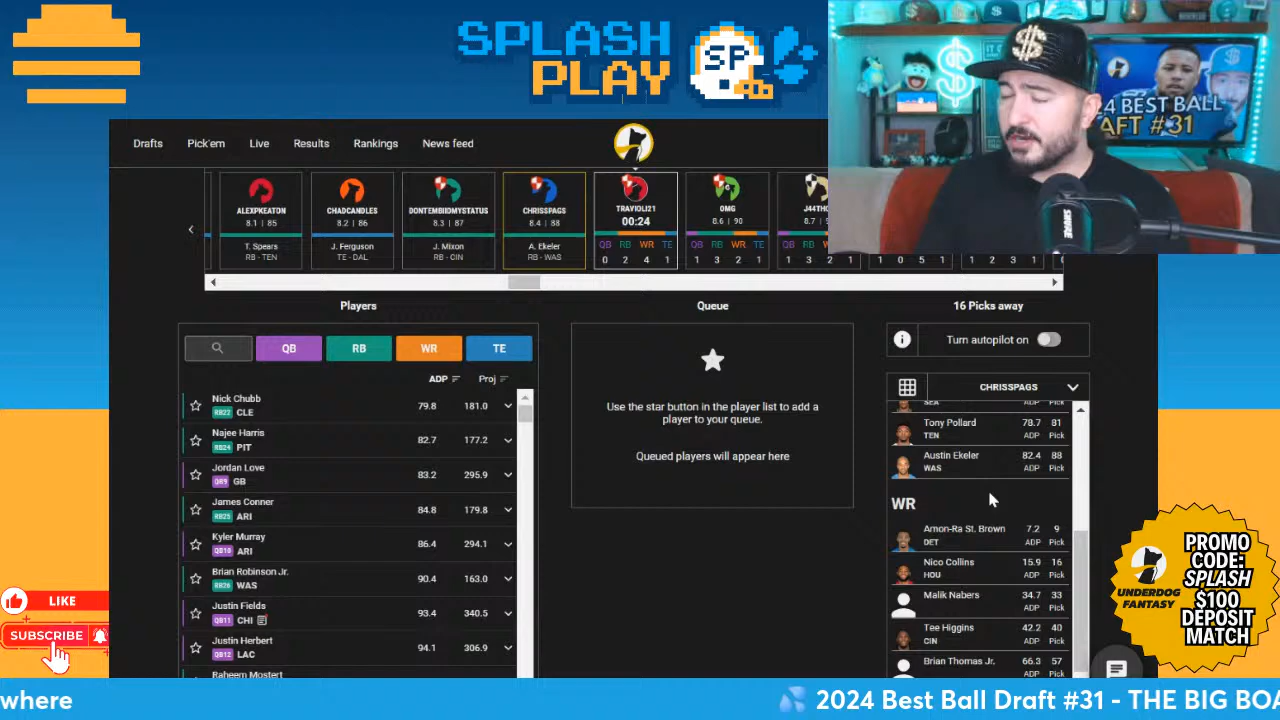 SPLASH
PLAY
SP
24 BEST BALL
AFT #31
Drafts
Pick'em
Live
Results
Rankings
News feed
ALEXPKEATON
8.1 | 85
T. Spears
RB - TEN
CHADCANDLES
8.2 | 86
J. Ferguson
TE - DAL
DONTEMBIIDMYSTATUS
8.3 | 87
J. Mixon
RB - CIN
CHRISSPAGS
8.4 | 88
A. Ekeler
RB - WAS
TRAVIOLI21
00:24
QB RB WR TE
0 2 4 1
OMG
8.6 | 90
QB RB WR TE
1 3 2 1
J44TH
8.7 | 9
QB RB W
1 3 2
1 0 5 1
1 2 3 1
Players
Queue
16 Picks away
QB
RB
WR
TE
ADP
Proj
Nick Chubb
RB22 CLE
79.8
181.0
Najee Harris
RB24 PIT
82.7
177.2
Jordan Love
QB9 GB
83.2
295.9
James Conner
RB25 ARI
84.8
179.8
Kyler Murray
QB10 ARI
86.4
294.1
Brian Robinson Jr.
RB26 WAS
90.4
163.0
Justin Fields
QB11 CHI
93.4
340.5
Justin Herbert
QB12 LAC
94.1
306.9
Raheem Mostert
Use the star button in the player list to add a
player to your queue.
Queued players will appear here
Turn autopilot on
CHRISSPAGS
SEA
ADP Pick
Tony Pollard 78.7 81
TEN ADP Pick
Austin Ekeler 82.4 88
WAS ADP Pick
WR
Amon-Ra St. Brown 7.2 9
DET ADP Pick
Nico Collins 15.9 16
HOU ADP Pick
Malik Nabers 34.7 33
ADP Pick
Tee Higgins 42.2 40
CIN ADP Pick
Brian Thomas Jr. 66.3 57
ADP Pick
SHURE
LIKE
SUBSCRIBE
UNDERDOG
FANTASY
PROMO
CODE:
SPLASH
$100
DEPOSIT
MATCH
where
2024 Best Ball Draft #31 - THE BIG BOA